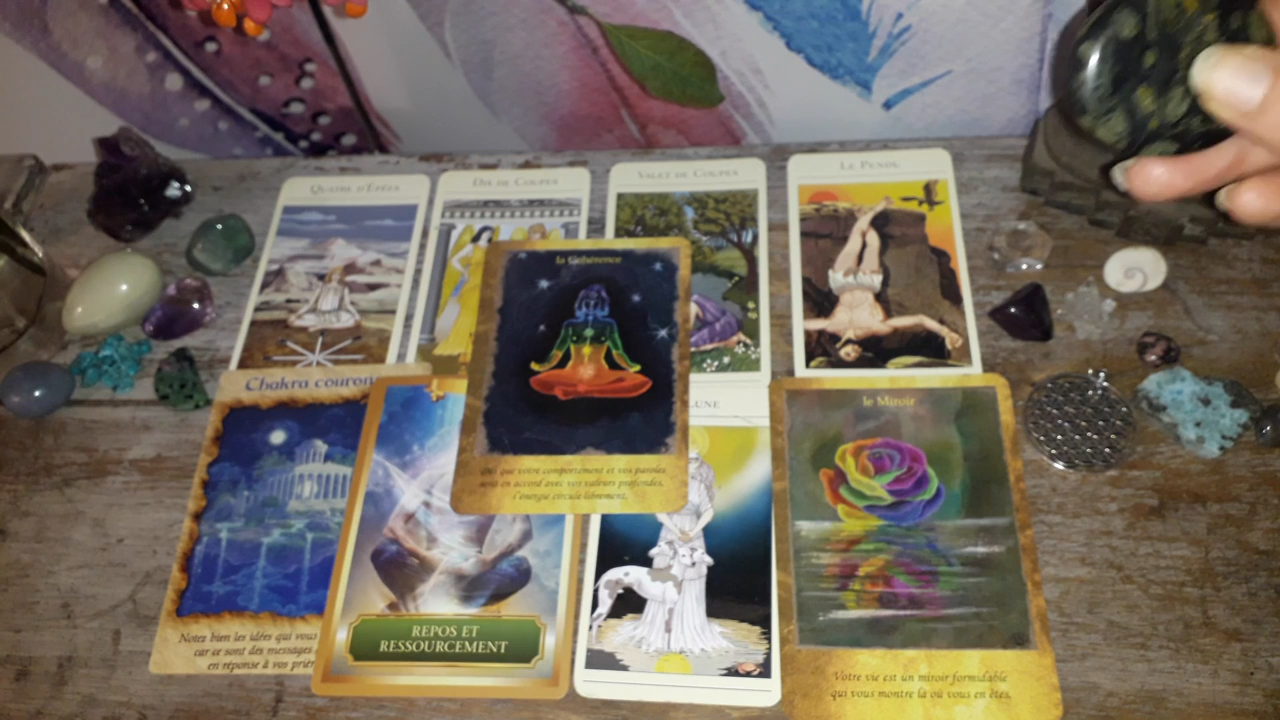 QUATRE D'ÉPÉES
DIX DE COUPES
VALET DE COUPES
LE PENDU
la Cohérence
Dès que votre comportement et vos paroles
sont en accord avec vos valeurs profondes,
l'énergie circule librement.
Chakra couron
Notez bien les idées qui vous
car ce sont des messages
en réponse à vos prièr
REPOS ET
RESSOURCEMENT
LUNE
le Miroir
Votre vie est un miroir formidable
qui vous montre là où vous en êtes.